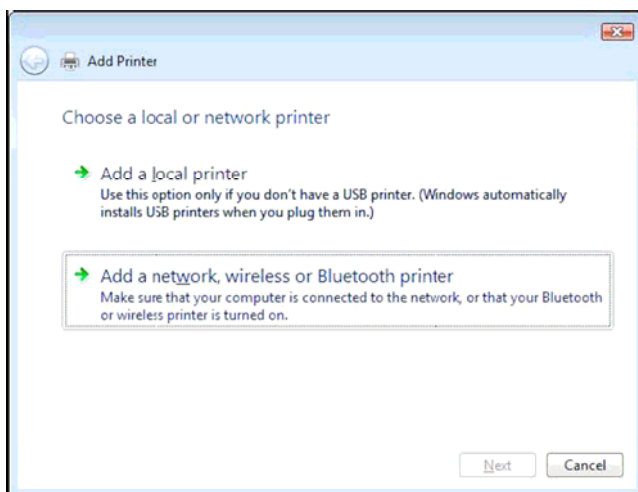 Add Printer
Choose a local or network printer
Add a local printer
Use this option only if you don't have a USB printer. (Windows automatically
installs USB printers when you plug them in.)
Add a network, wireless or Bluetooth printer
Make sure that your computer is connected to the network, or that your Bluetooth
or wireless printer is turned on.
Next Cancel